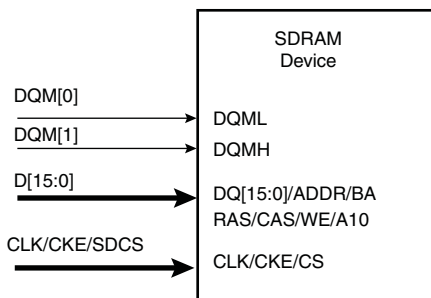 SDRAM
Device
DQM[0]
DQML
DQM[1]
DQMH
D[15:0]
DQ[15:0]/ADDR/BA
RAS/CAS/WE/A10
CLK/CKE/SDCS
CLK/CKE/CS